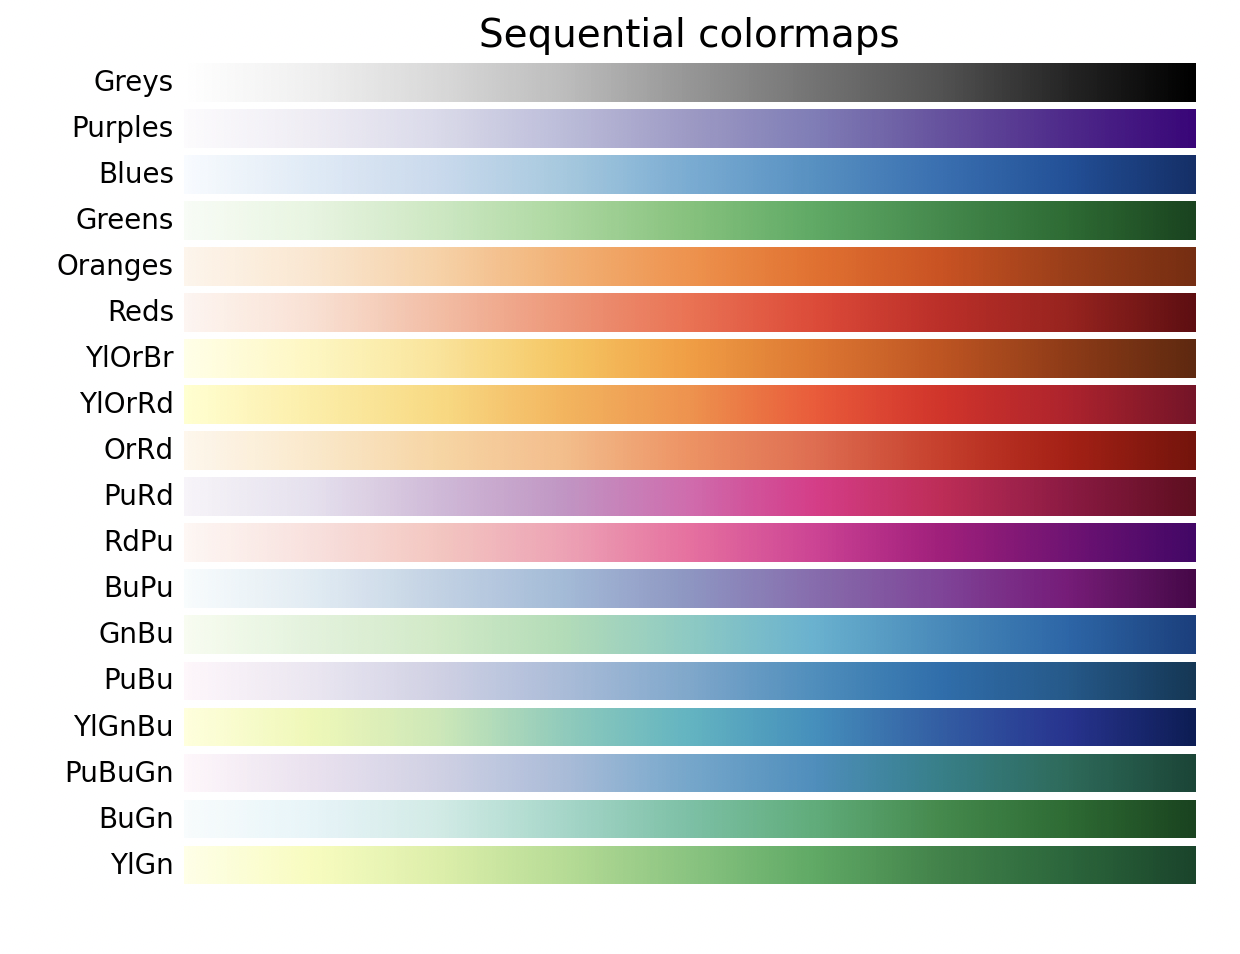 Sequential colormaps
Greys
Purples
Blues
Greens
Oranges
Reds
YlOrBr
YlOrRd
OrRd
PuRd
RdPu
BuPu
GnBu
PuBu
YlGnBu
PuBuGn
BuGn
YlGn